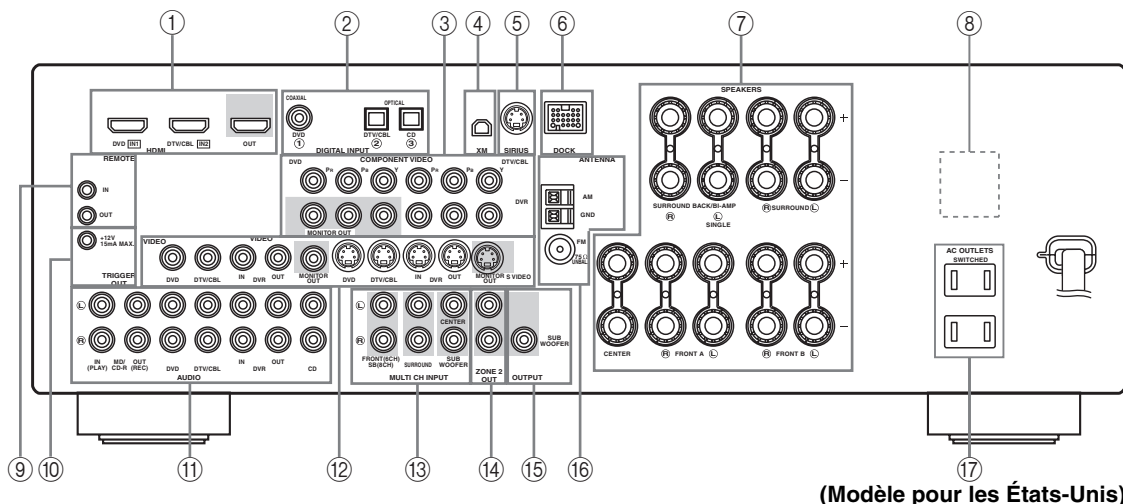 ① ② ③ ④ ⑤ ⑥ ⑦ ⑧
SPEAKERS
COAXIAL OPTICAL
DVD IN1 DTV/CBL IN2 OUT
HDMI
DVD DTV/CBL CD
① ② ③
DIGITAL INPUT
XM SIRIUS DOCK
REMOTE
IN
OUT
DVD COMPONENT VIDEO DTV/CBL
PR PB Y PR PB Y
DVR
MONITOR OUT
ANTENNA
AM
GND
FM
75Ω UNBAL.
+
–
SURROUND BACK/BI-AMP SURROUND
R L R L
SINGLE
+12V
15mA MAX.
TRIGGER
OUT
VIDEO VIDEO
DVD DTV/CBL IN DVR OUT MONITOR OUT DVD DTV/CBL IN DVR OUT MONITOR OUT S VIDEO
AC OUTLETS
SWITCHED
+
–
CENTER R FRONT A L R FRONT B L
L
R
IN (PLAY) MD/CD-R OUT (REC) DVD DTV/CBL IN DVR OUT CD
AUDIO
L
R
CENTER
FRONT(6CH) SB(8CH) SURROUND SUB WOOFER
MULTI CH INPUT
ZONE 2
OUT
SUB
WOOFER
OUTPUT
⑨ ⑩ ⑪ ⑫ ⑬ ⑭ ⑮ ⑯ ⑰
(Modèle pour les États-Unis)